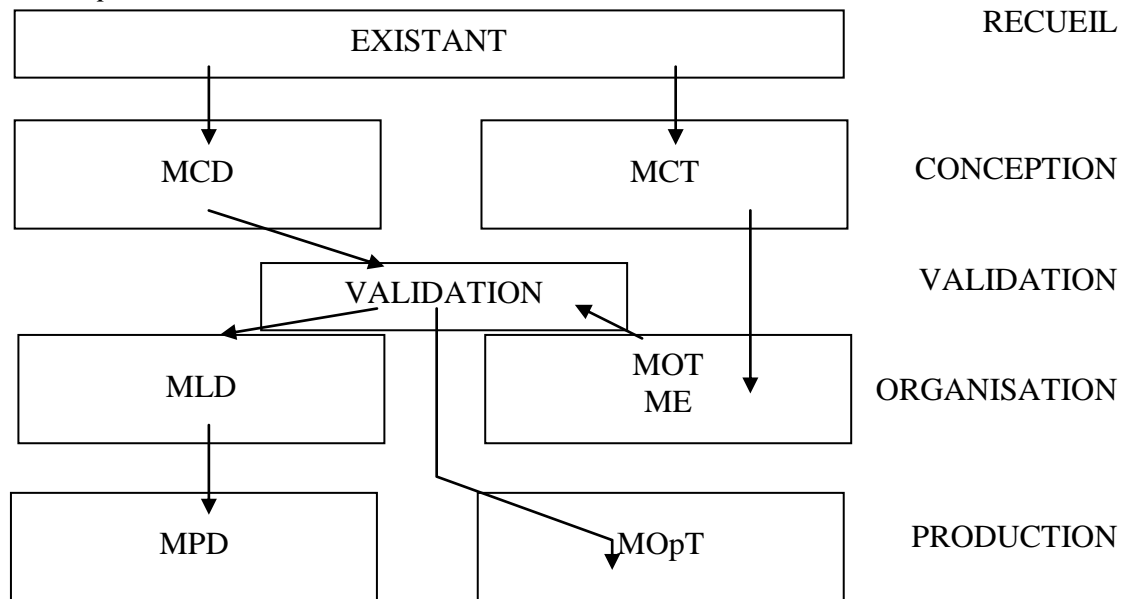 RECUEIL
EXISTANT
MCD
MCT
CONCEPTION
VALIDATION
VALIDATION
MOT
ME
MLD
ORGANISATION
MPD
MOpT
PRODUCTION